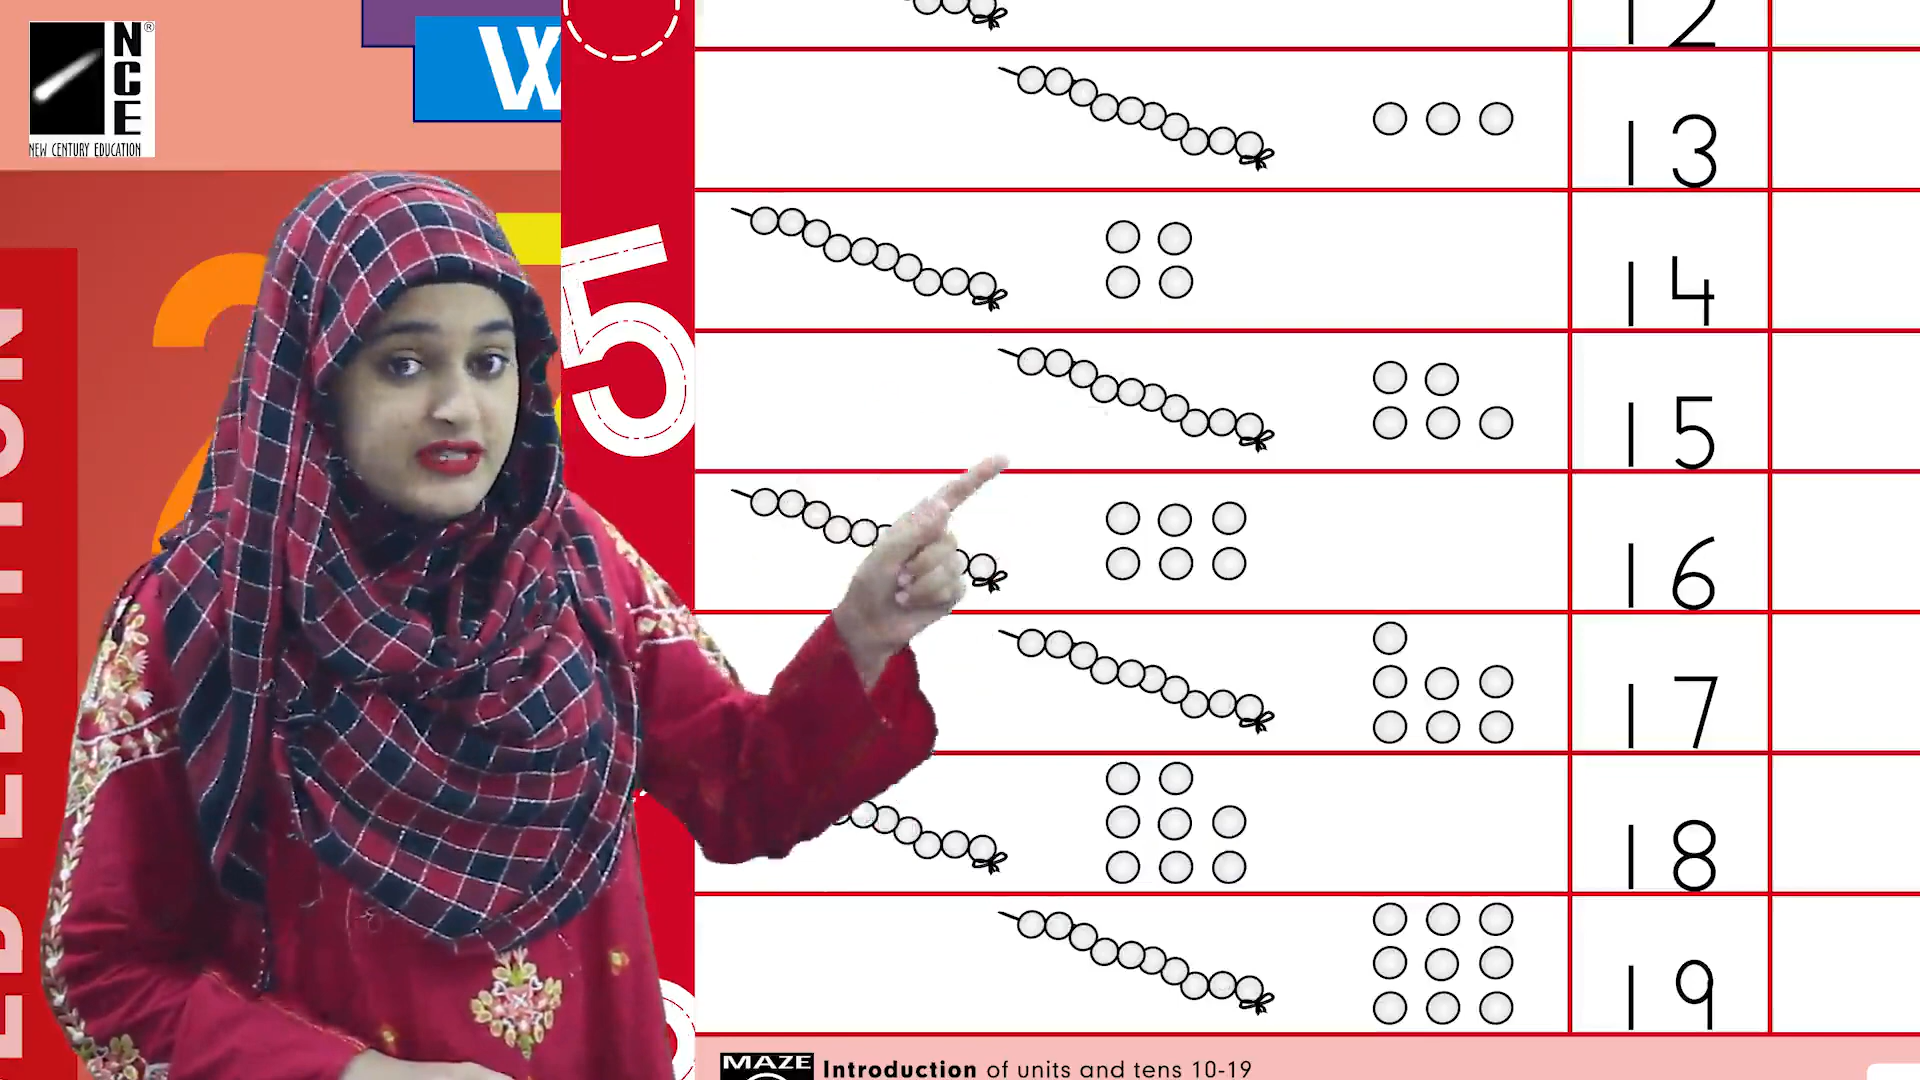 NCE®
NEW CENTURY EDUCATION
W
12
13
14
5
15
16
17
18
19
MAZE
Introduction of units and tens 10-19